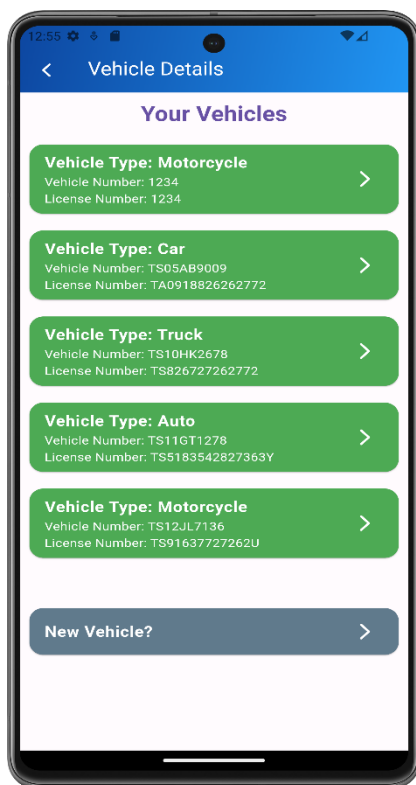 12:55
Vehicle Details
Your Vehicles
Vehicle Type: Motorcycle
Vehicle Number: 1234
License Number: 1234
Vehicle Type: Car
Vehicle Number: TS05AB9009
License Number: TA0918826262772
Vehicle Type: Truck
Vehicle Number: TS10HK2678
License Number: TS826727262772
Vehicle Type: Auto
Vehicle Number: TS11GT1278
License Number: TS5183542827363Y
Vehicle Type: Motorcycle
Vehicle Number: TS12JL7136
License Number: TS91637727262U
New Vehicle?